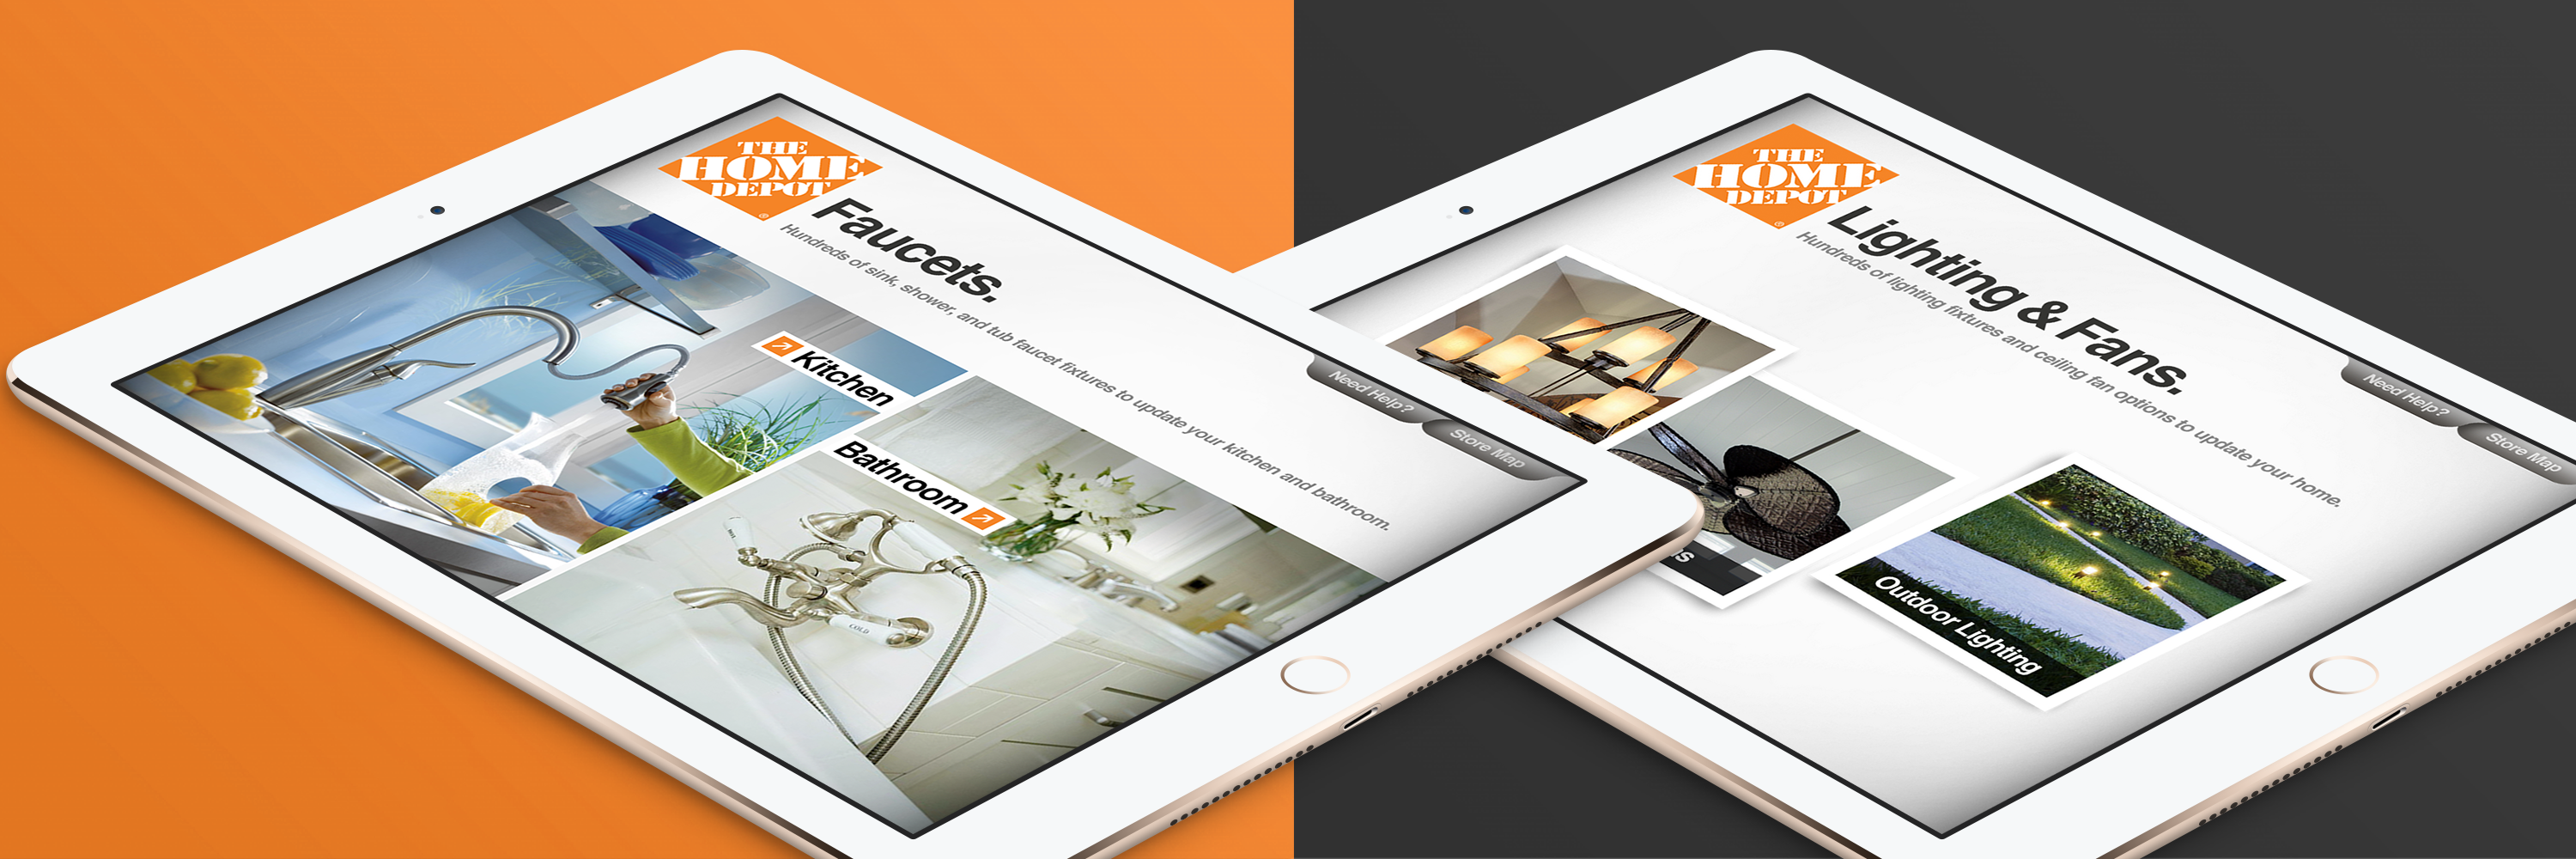 THE
HOME
DEPOT
®
Faucets.
Hundreds of sink, shower, and tub faucet fixtures to update your kitchen and bathroom.
Need Help?
Store Map
Kitchen
Bathroom
COLD
THE
HOME
DEPOT
®
Lighting & Fans.
Hundreds of lighting fixtures and ceiling fan options to update your home.
Need Help?
Store Map
Outdoor Lighting